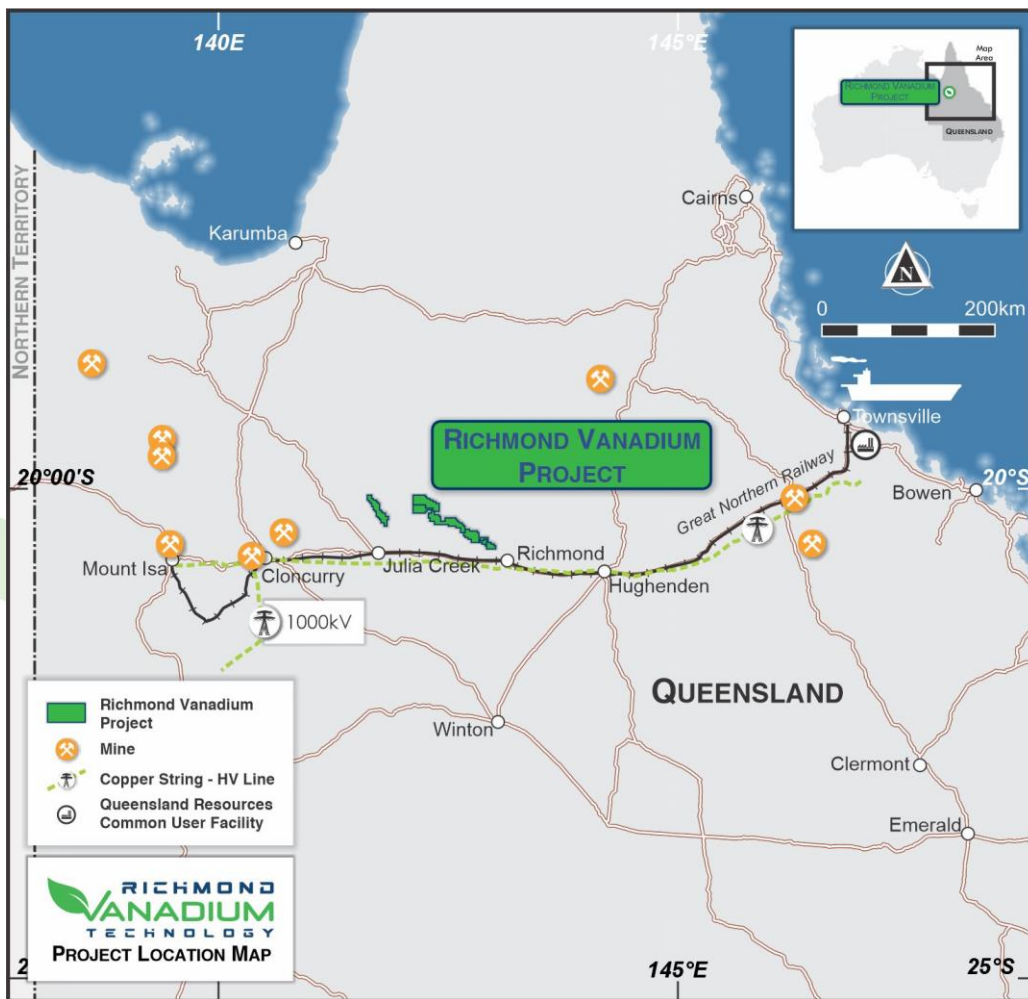 140E
145°E
Map
Area
RICHMOND VANADIUM
PROJECT
QUEENSLAND
NORTHERN TERRITORY
Cairns
Karumba
N
0 200km
Townsville
RICHMOND VANADIUM
PROJECT
20°00'S
20°S
Great Northern Railway
Bowen
Mount Isa
Cloncurry
Julia Creek
Richmond
Hughenden
1000kV
QUEENSLAND
Winton
Clermont
Emerald
Richmond Vanadium
Project
Mine
Copper String - HV Line
Queensland Resources
Common User Facility
RICHMOND
VANADIUM
TECHNOLOGY
PROJECT LOCATION MAP
145°E
25°S